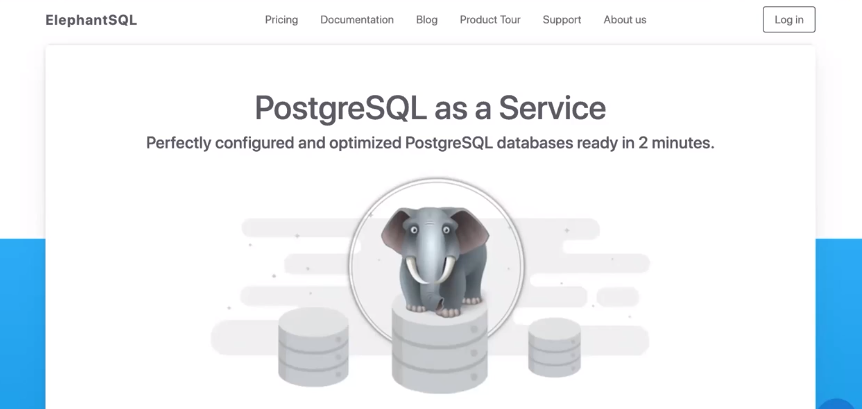 ElephantSQL
Pricing Documentation Blog Product Tour Support About us
Log in
PostgreSQL as a Service
Perfectly configured and optimized PostgreSQL databases ready in 2 minutes.